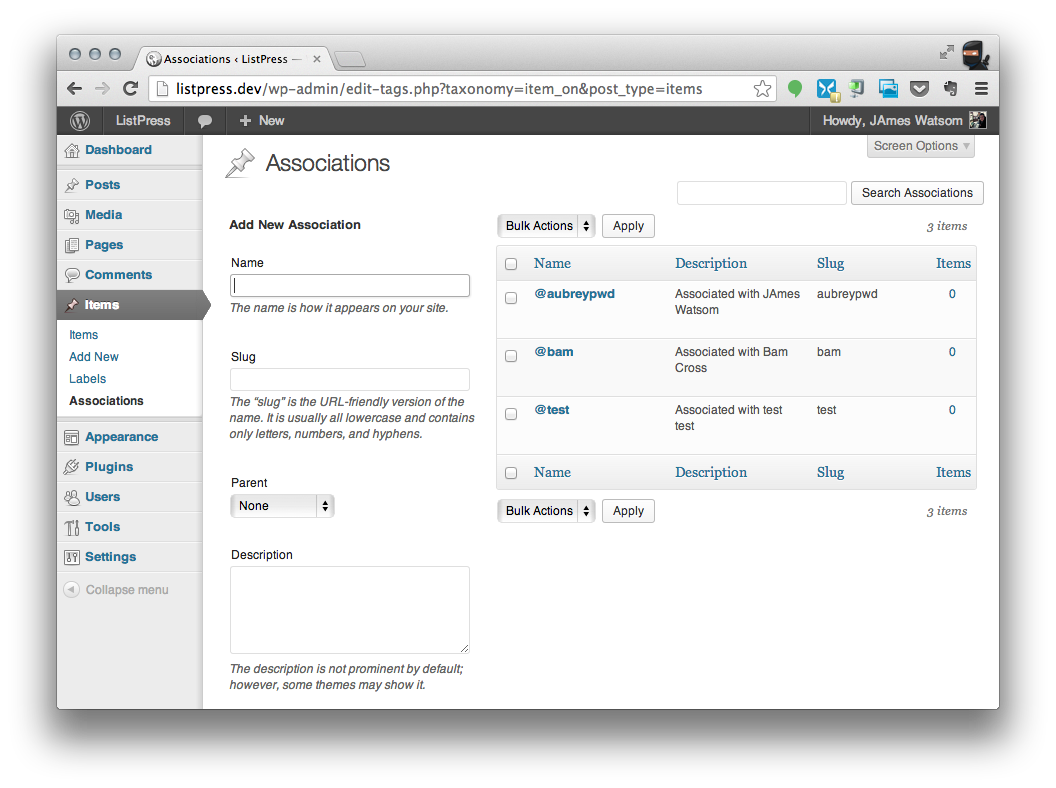 Associations ‹ ListPress —
listpress.dev/wp-admin/edit-tags.php?taxonomy=item_on&post_type=items
ListPress
+ New
Howdy, JAmes Watsom
Dashboard
Posts
Media
Pages
Comments
Items
Items
Add New
Labels
Associations
Appearance
Plugins
Users
Tools
Settings
Collapse menu
Screen Options
Associations
Search Associations
Add New Association
Name
The name is how it appears on your site.
Slug
The “slug” is the URL-friendly version of the
name. It is usually all lowercase and contains
only letters, numbers, and hyphens.
Parent
None
Description
The description is not prominent by default;
however, some themes may show it.
Bulk Actions Apply 3 items
Name Description Slug Items
@aubreypwd Associated with JAmes aubreypwd 0
Watsom
@bam Associated with Bam bam 0
Cross
@test Associated with test test 0
test
Name Description Slug Items
Bulk Actions Apply 3 items